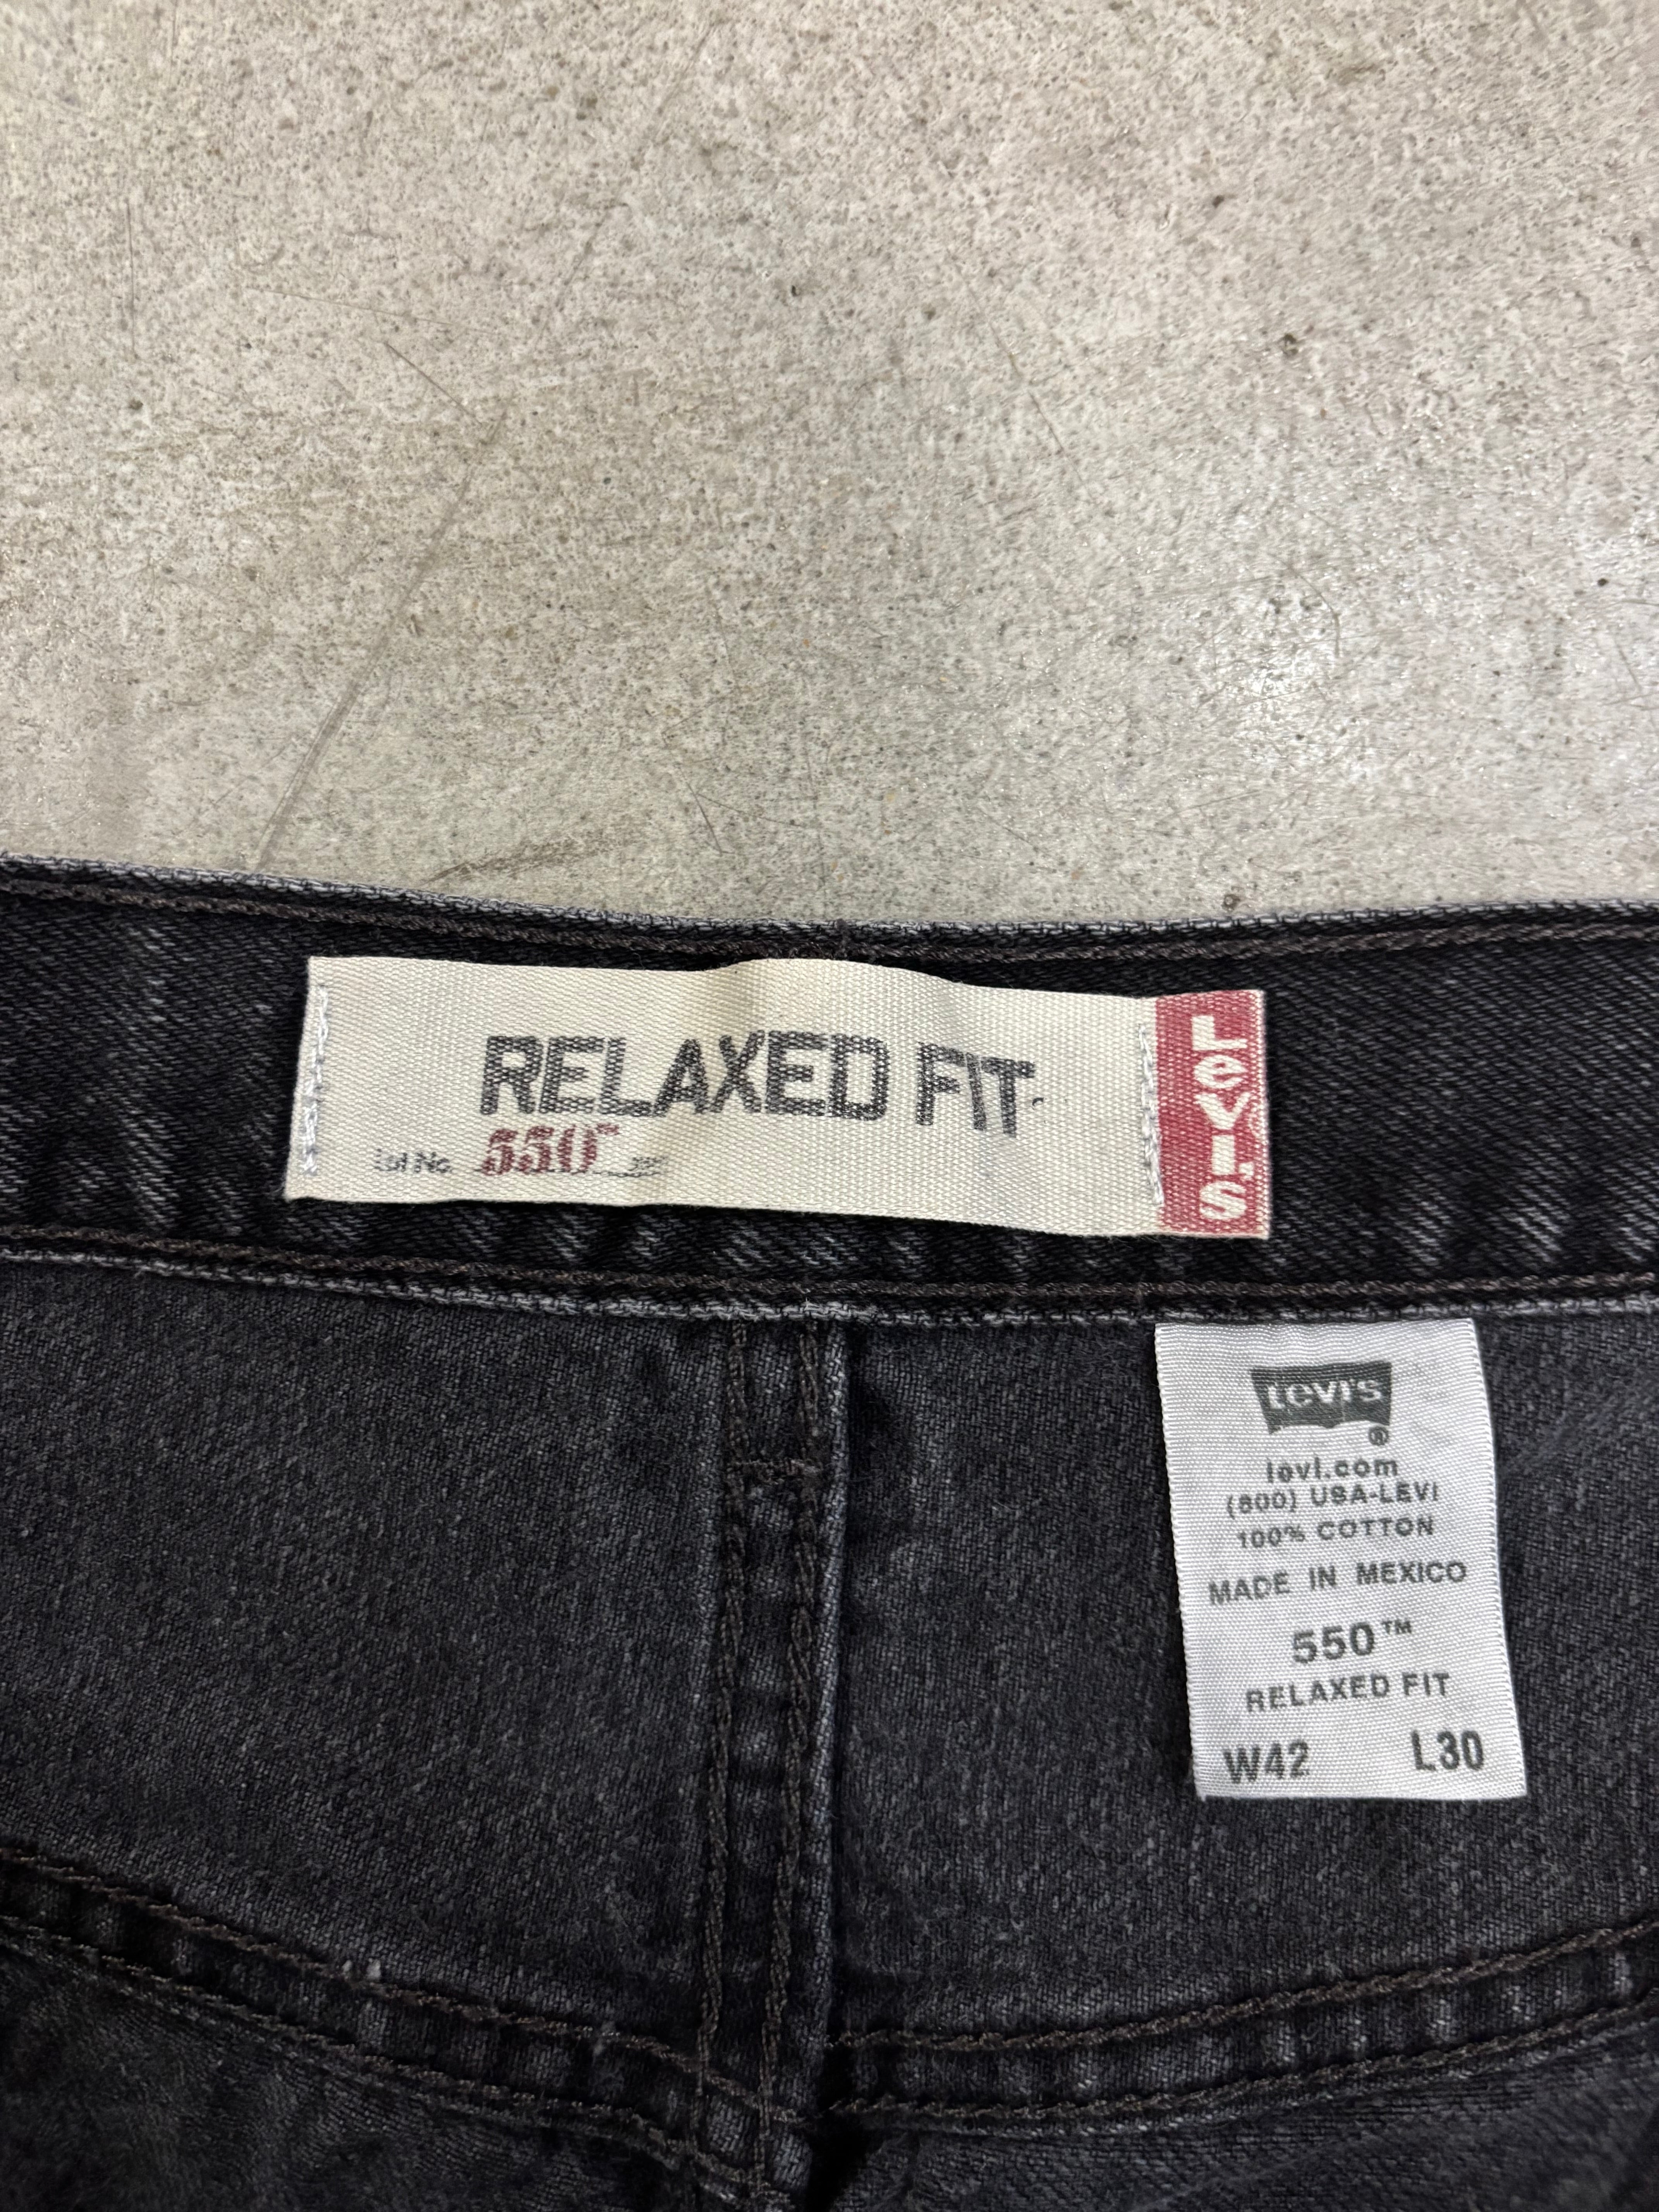 RELAXED FIT
Lot No. 550™
Levi's
Levi's
®
levi.com
(800) USA-LEVI
100% COTTON
MADE IN MEXICO
550™
RELAXED FIT
W42 L30